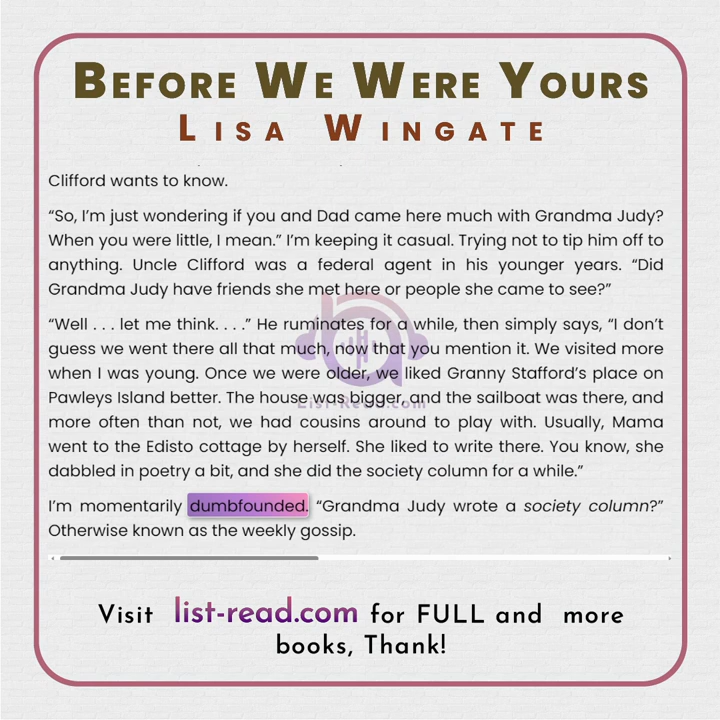 BEFORE WE WERE YOURS
LISA WINGATE
Clifford wants to know.
“So, I’m just wondering if you and Dad came here much with Grandma Judy?
When you were little, I mean.” I’m keeping it casual. Trying not to tip him off to
anything. Uncle Clifford was a federal agent in his younger years. “Did
Grandma Judy have friends she met here or people she came to see?”
“Well . . . let me think. . . .” He ruminates for a while, then simply says, “I don’t
guess we went there all that much, now that you mention it. We visited more
when I was young. Once we were older, we liked Granny Stafford’s place on
Pawleys Island better. The house was bigger, and the sailboat was there, and
List-Read.com
more often than not, we had cousins around to play with. Usually, Mama
went to the Edisto cottage by herself. She liked to write there. You know, she
dabbled in poetry a bit, and she did the society column for a while.”
I’m momentarily dumbfounded. “Grandma Judy wrote a society column?”
Otherwise known as the weekly gossip.
Visit list-read.com for FULL and more
books, Thank!